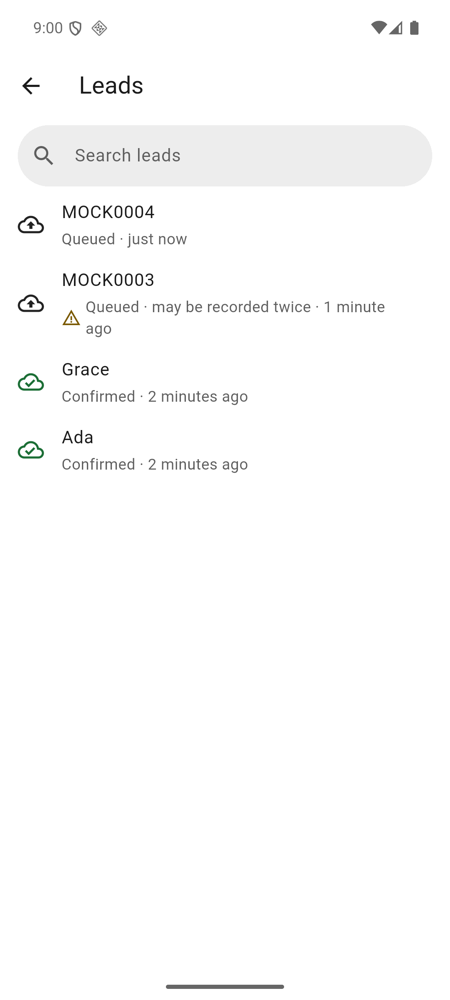 9:00
Leads
Search leads
MOCK0004
Queued · just now
MOCK0003
Queued · may be recorded twice · 1 minute
ago
Grace
Confirmed · 2 minutes ago
Ada
Confirmed · 2 minutes ago